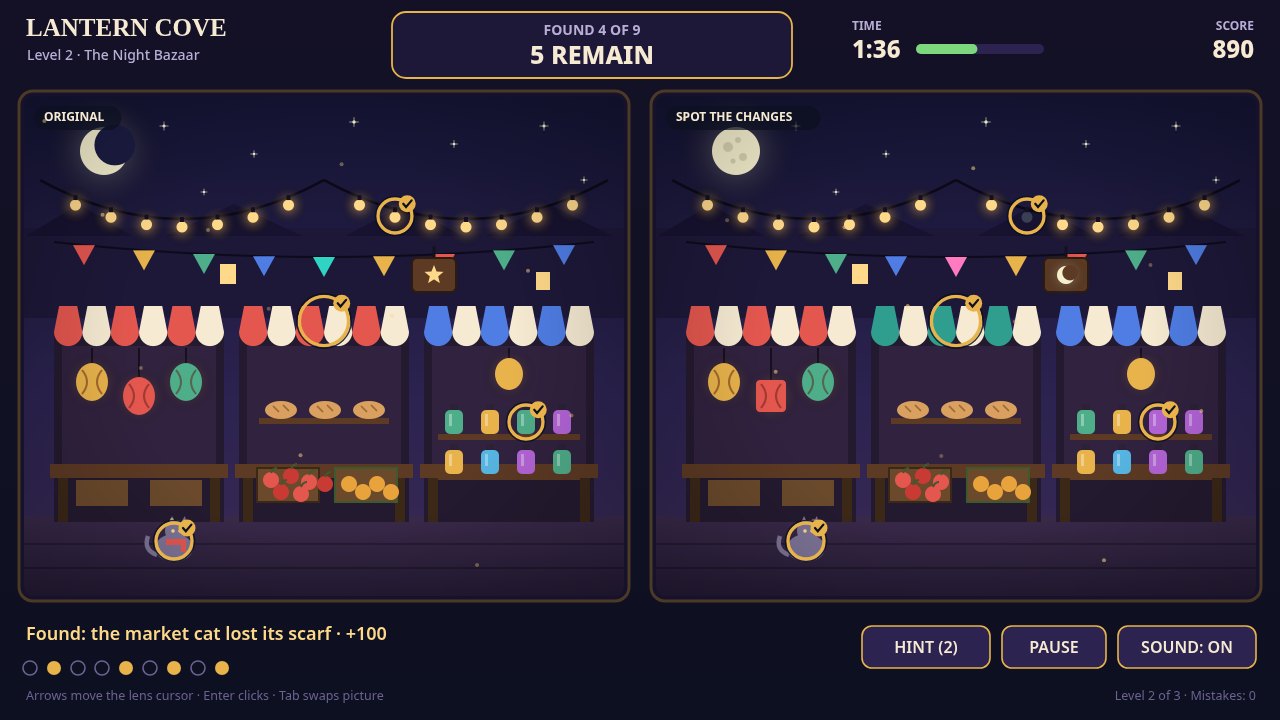 LANTERN COVE
Level 2 · The Night Bazaar
FOUND 4 OF 9
5 REMAIN
TIME
1:36
SCORE
890
ORIGINAL
SPOT THE CHANGES
Found: the market cat lost its scarf · +100
HINT (2)
PAUSE
SOUND: ON
Arrows move the lens cursor · Enter clicks · Tab swaps picture
Level 2 of 3 · Mistakes: 0